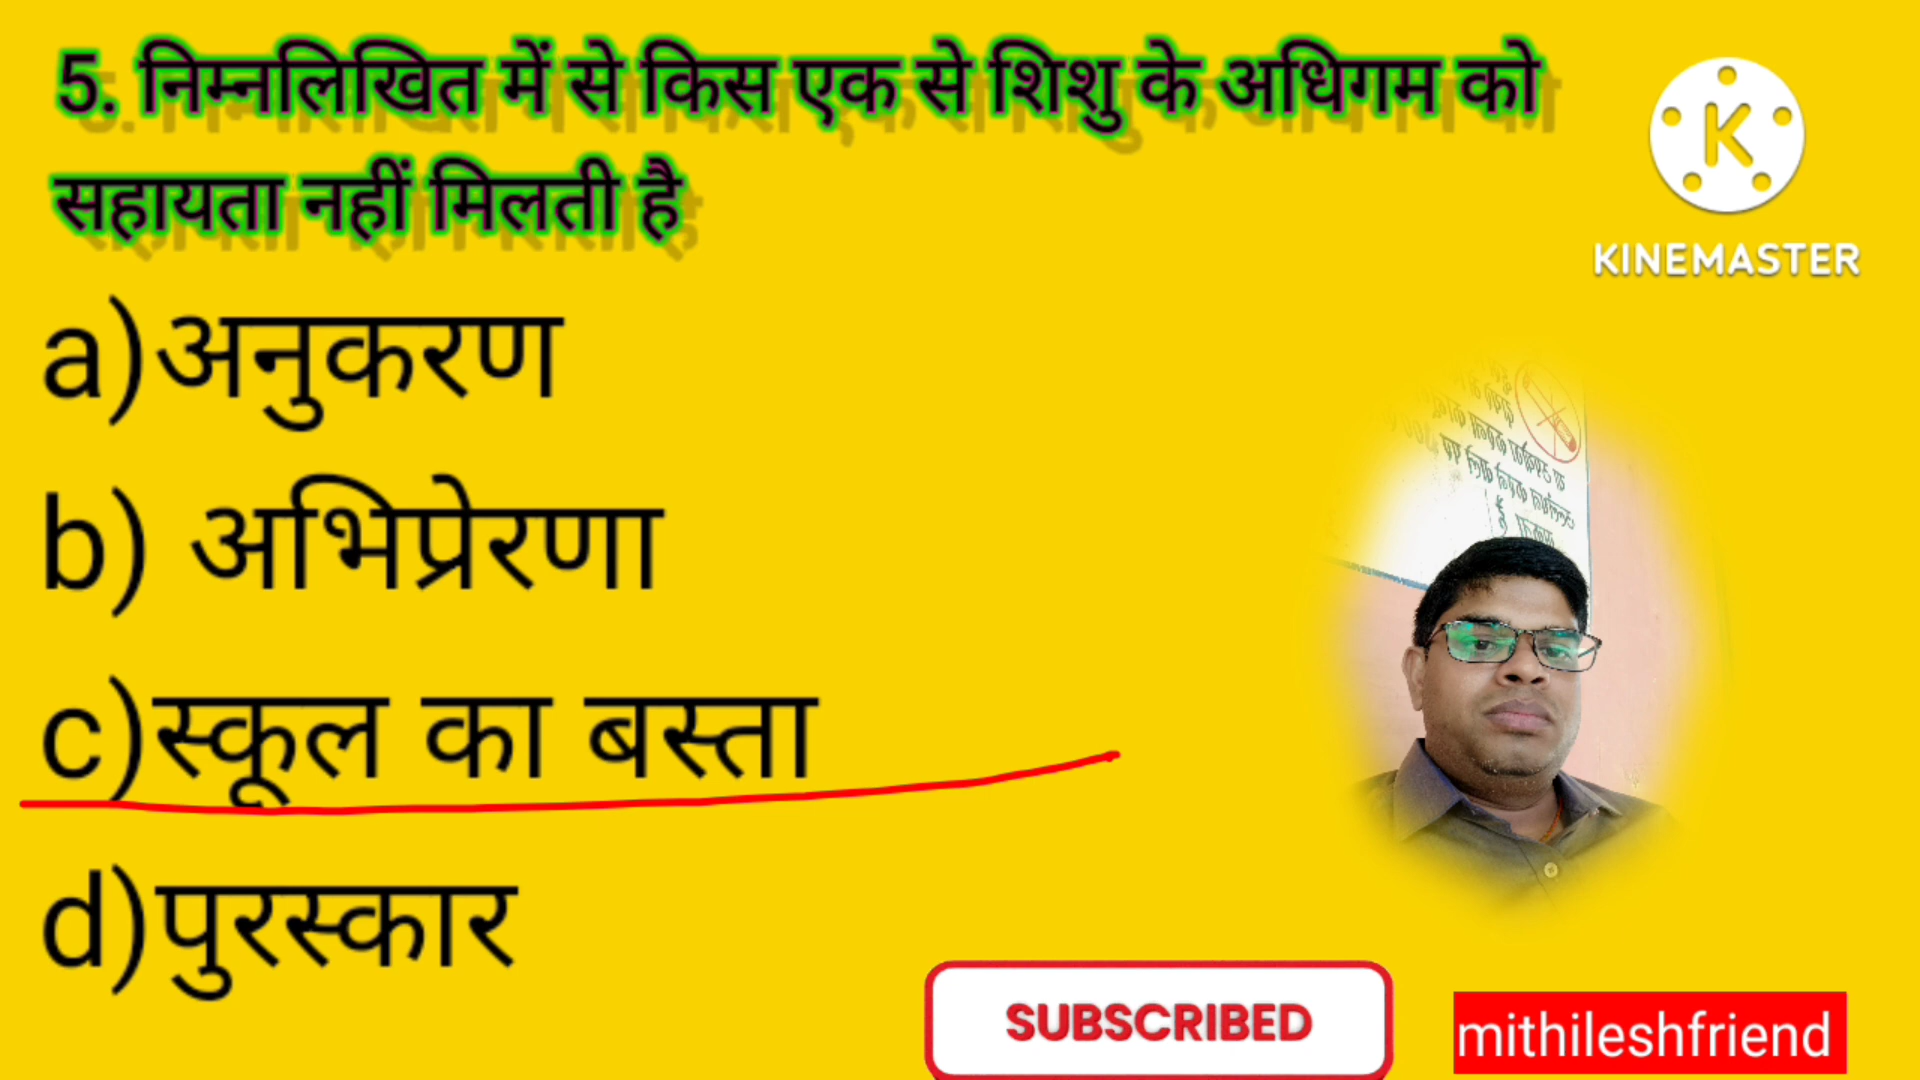 5. निम्नलिखित में से किस एक से शिशु के अधिगम को
सहायता नहीं मिलती है
K
KINEMASTER
a)अनुकरण
b) अभिप्रेरणा
c)स्कूल का बस्ता
d)पुरस्कार
SUBSCRIBED
mithileshfriend